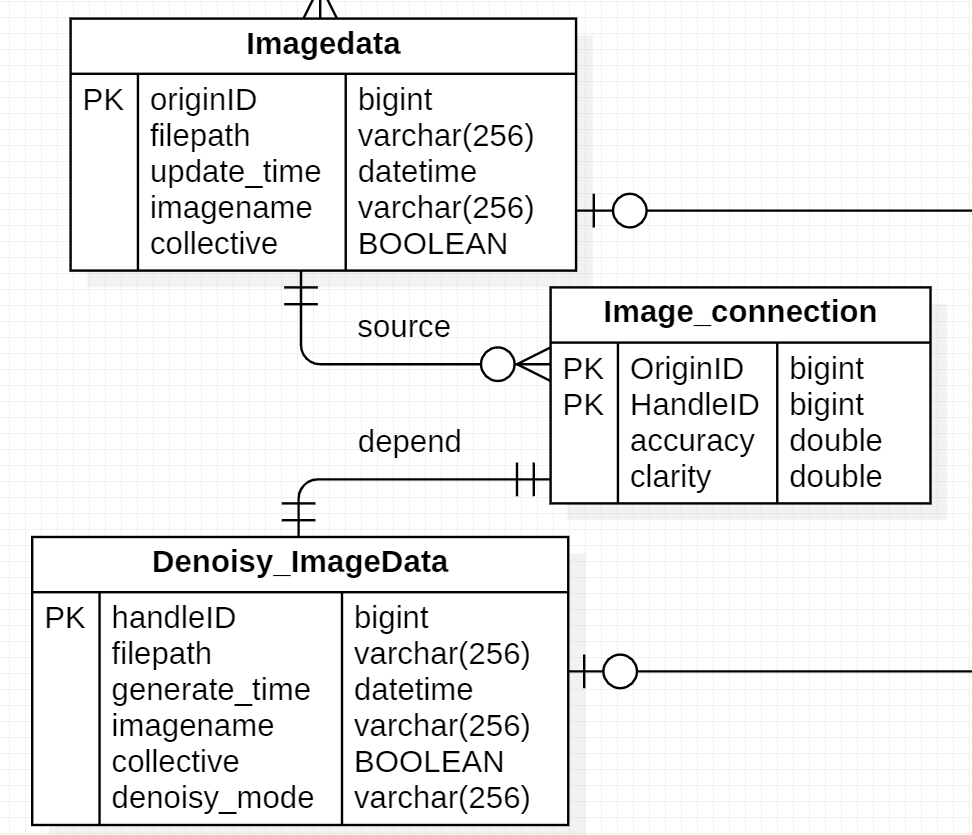 Imagedata
PK originID bigint
filepath varchar(256)
update_time datetime
imagename varchar(256)
collective BOOLEAN
source
Image_connection
PK OriginID bigint
PK HandleID bigint
accuracy double
clarity double
depend
Denoisy_ImageData
PK handleID bigint
filepath varchar(256)
generate_time datetime
imagename varchar(256)
collective BOOLEAN
denoisy_mode varchar(256)